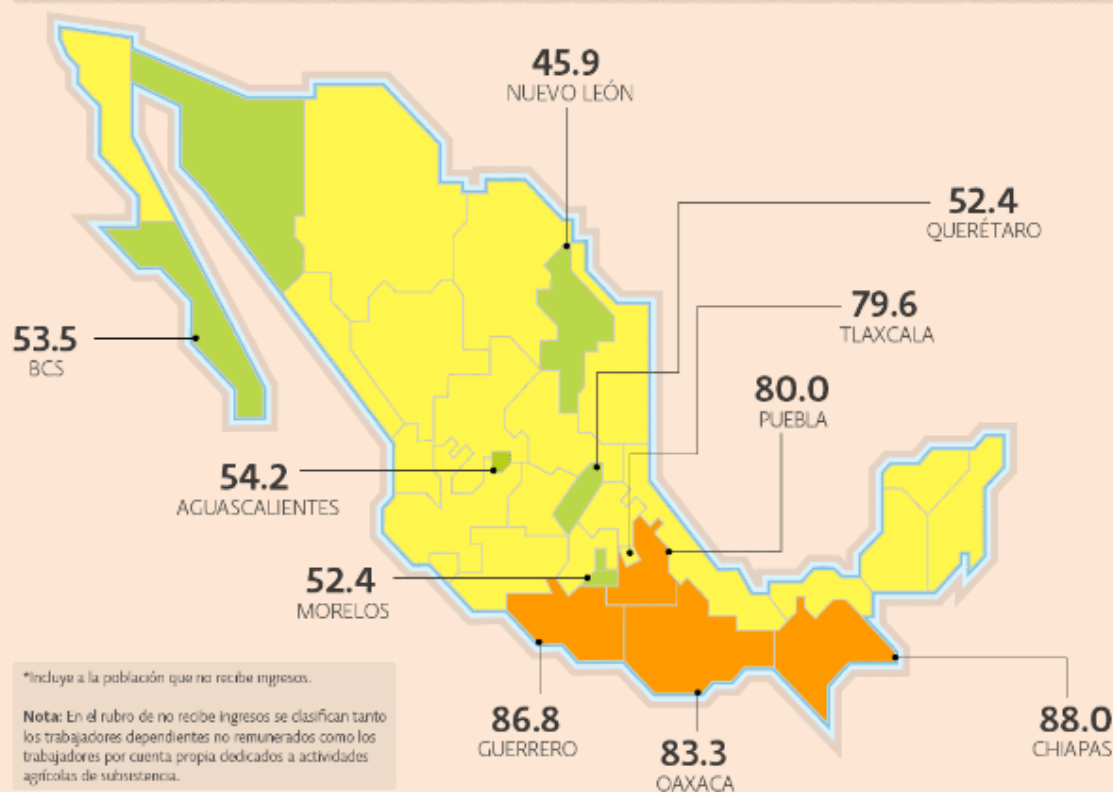 45.9
NUEVO LEÓN
52.4
QUERÉTARO
79.6
TLAXCALA
53.5
BCS
80.0
PUEBLA
54.2
AGUASCALIENTES
52.4
MORELOS
*Incluye a la población que no recibe ingresos.
Nota: En el rubro de no recibe ingresos se clasifican tanto
los trabajadores dependientes no remunerados como los
trabajadores por cuenta propia dedicados a actividades
agrícolas de subsistencia.
86.8
GUERRERO
83.3
OAXACA
88.0
CHIAPAS